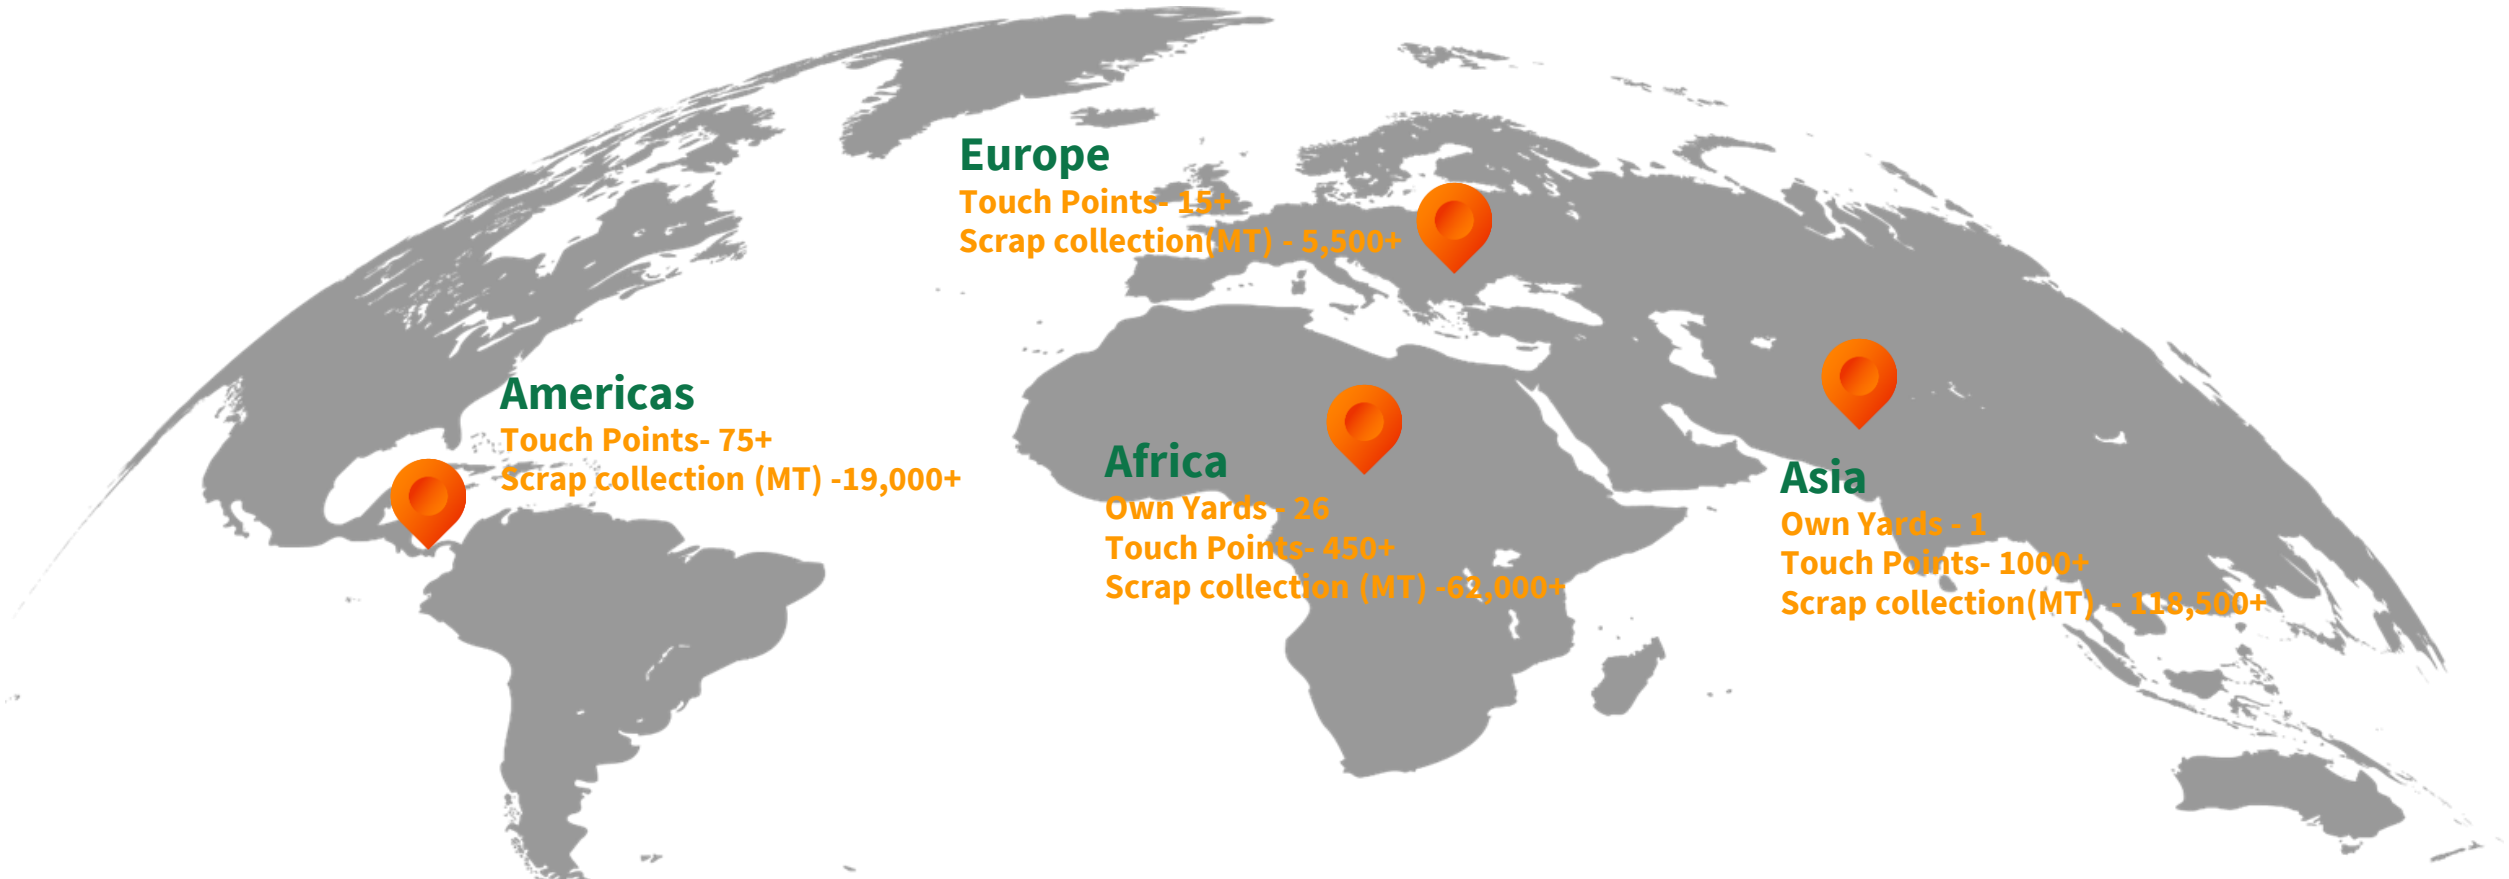 Europe
Touch Points- 15+
Scrap collection(MT) - 5,500+
Americas
Touch Points- 75+
Scrap collection (MT) -19,000+
Africa
Own Yards - 26
Touch Points- 450+
Scrap collection (MT) -62,000+
Asia
Own Yards - 1
Touch Points- 1000+
Scrap collection(MT) - 118,500+